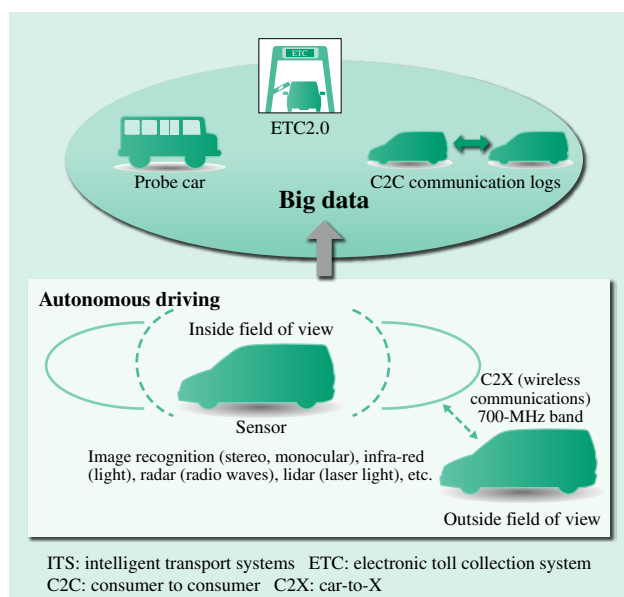 ETC
ETC2.0
Probe car
C2C communication logs
Big data
Autonomous driving
Inside field of view
C2X (wireless
communications)
700-MHz band
Sensor
Image recognition (stereo, monocular), infra-red
(light), radar (radio waves), lidar (laser light), etc.
Outside field of view
ITS: intelligent transport systems ETC: electronic toll collection system
C2C: consumer to consumer C2X: car-to-X